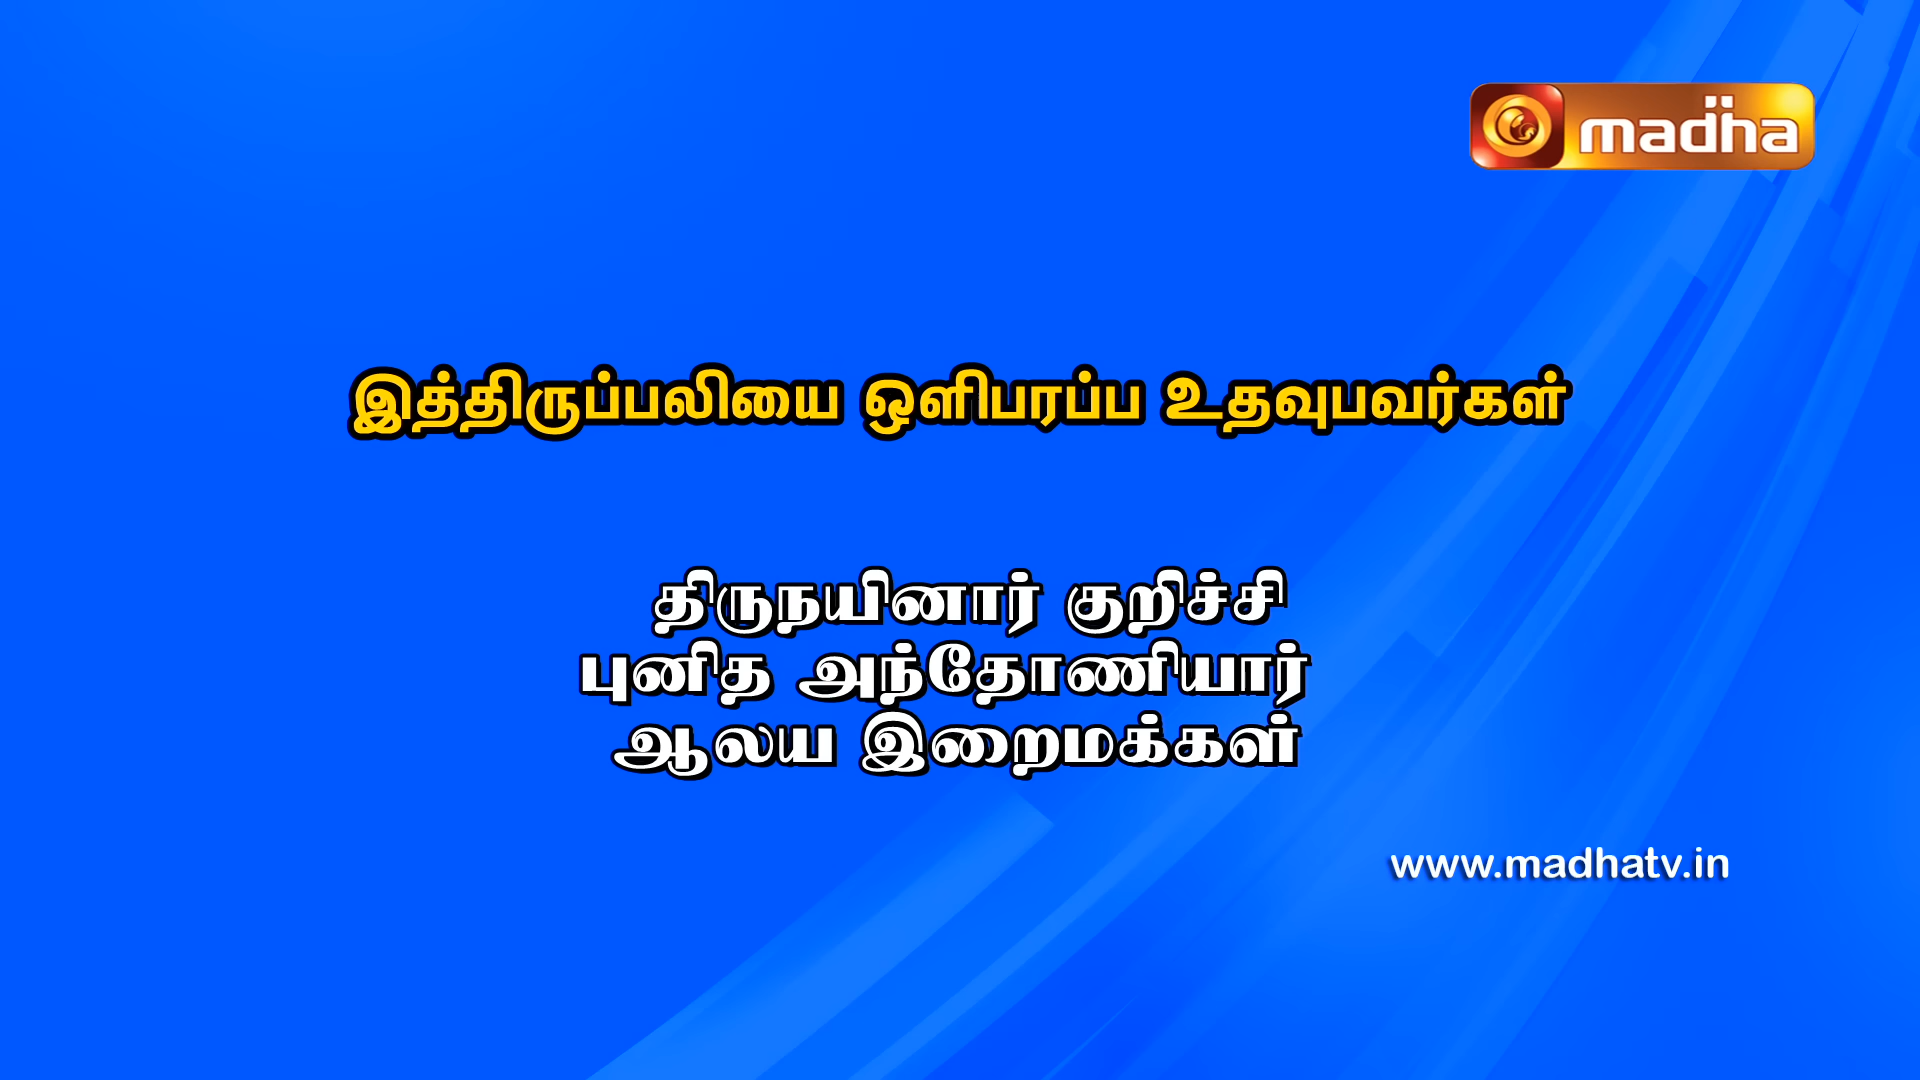 madha
இத்திருப்பலியை ஒளிபரப்ப உதவுபவர்கள்
திருநயினார் குறிச்சி
புனித அந்தோணியார்
ஆலய இறைமக்கள்
www.madhatv.in